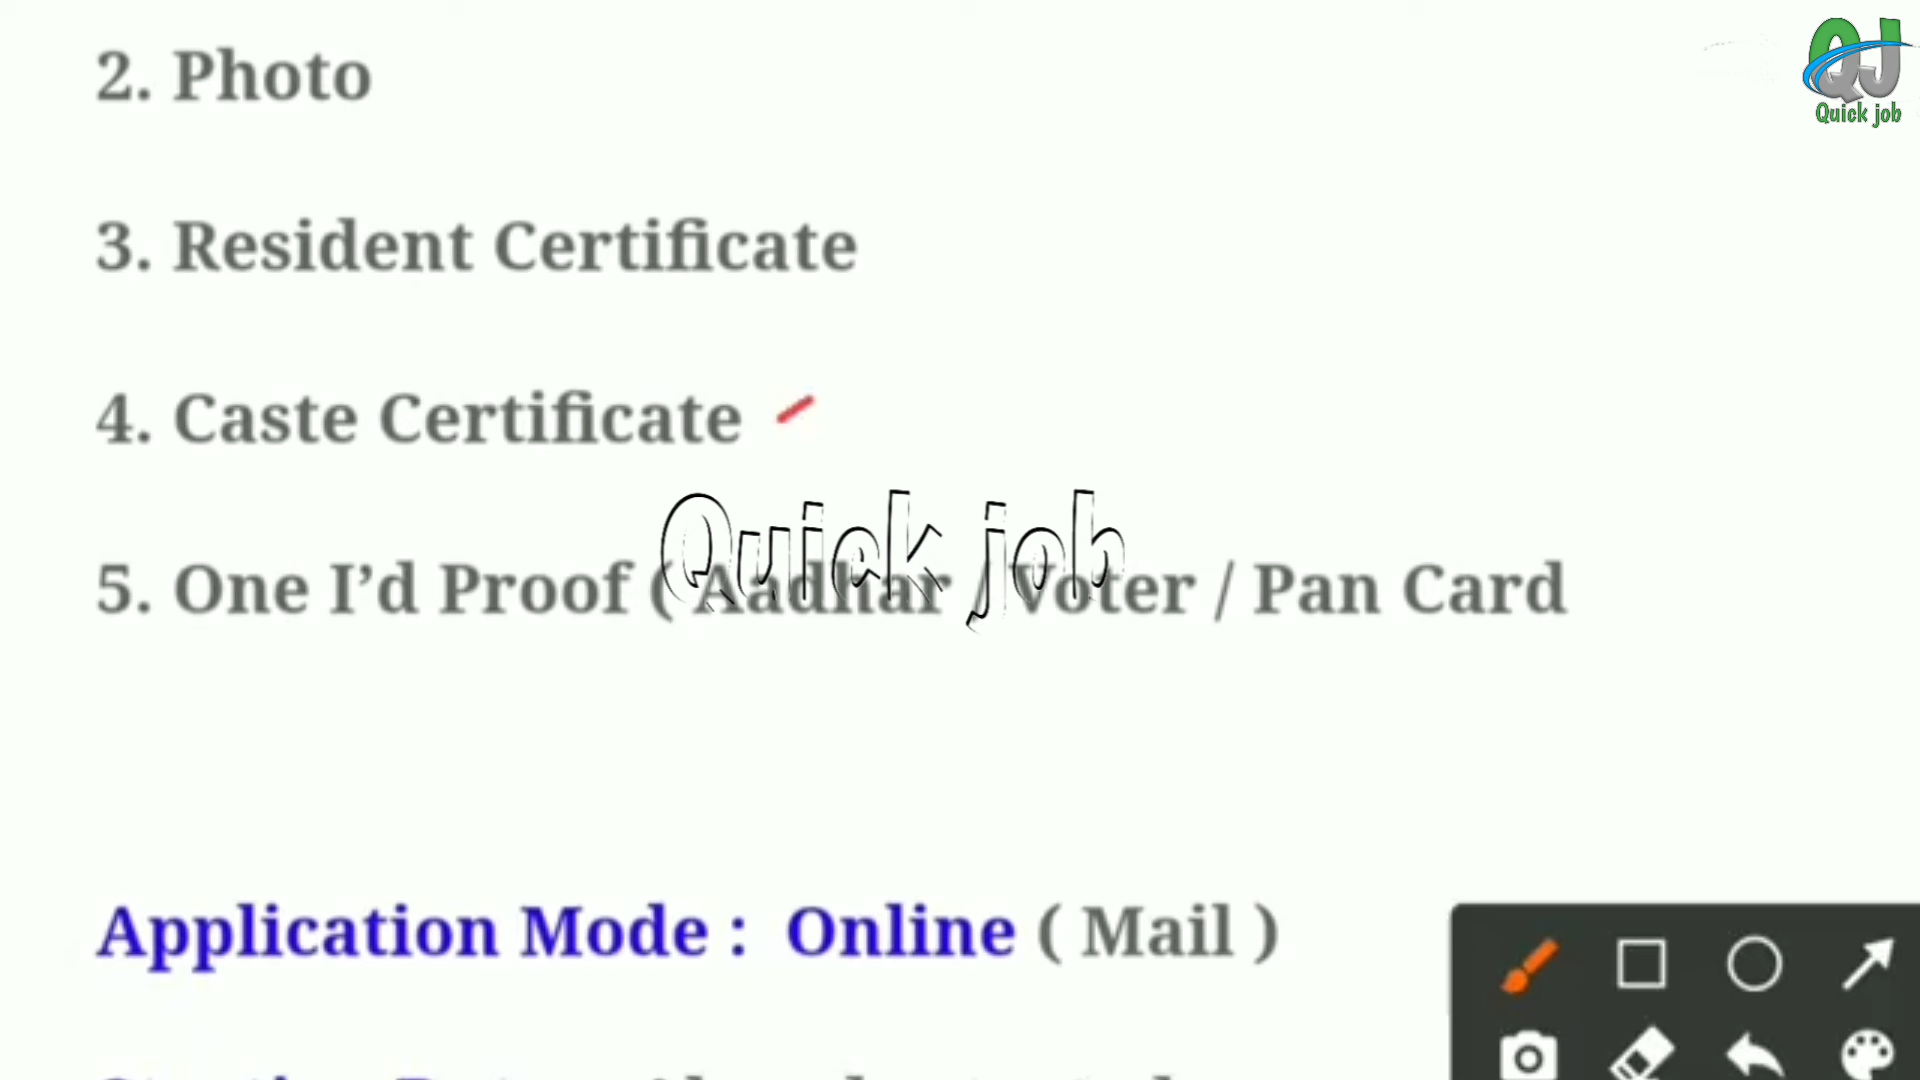 QJ
Quick job
2. Photo
3. Resident Certificate
4. Caste Certificate
Quick job
5. One I’d Proof ( Aadhar / Voter / Pan Card
Application Mode : Online ( Mail )